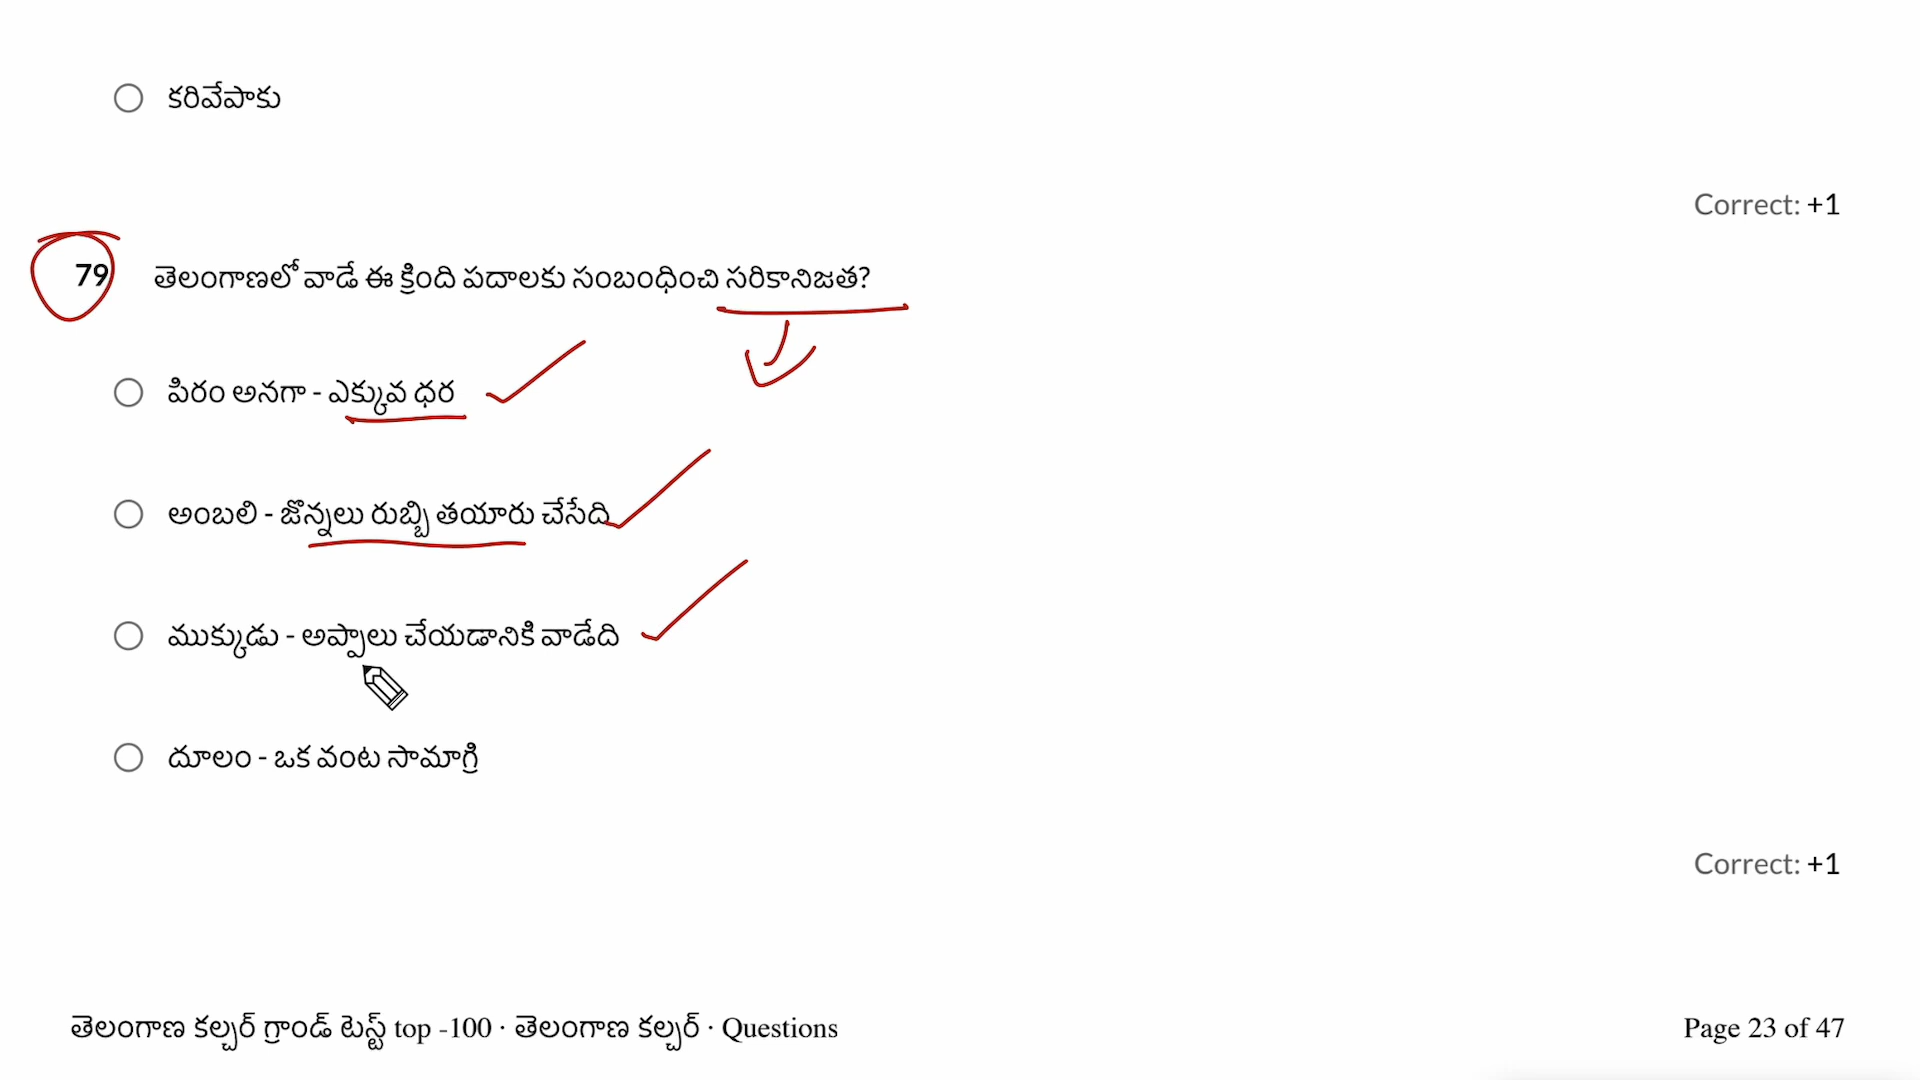 కరివేపాకు
Correct: +1
79 తెలంగాణలో వాడే ఈ క్రింది పదాలకు సంబంధించి సరికానిజత?
పిరం అనగా - ఎక్కువ ధర
అంబలి - జొన్నలు రుబ్బి తయారు చేసేది
ముక్కుడు - అప్పాలు చేయడానికి వాడేది
దూలం - ఒక వంట సామాగ్రి
Correct: +1
తెలంగాణ కల్చర్ గ్రాండ్ టెస్ట్ top -100 · తెలంగాణ కల్చర్ · Questions
Page 23 of 47